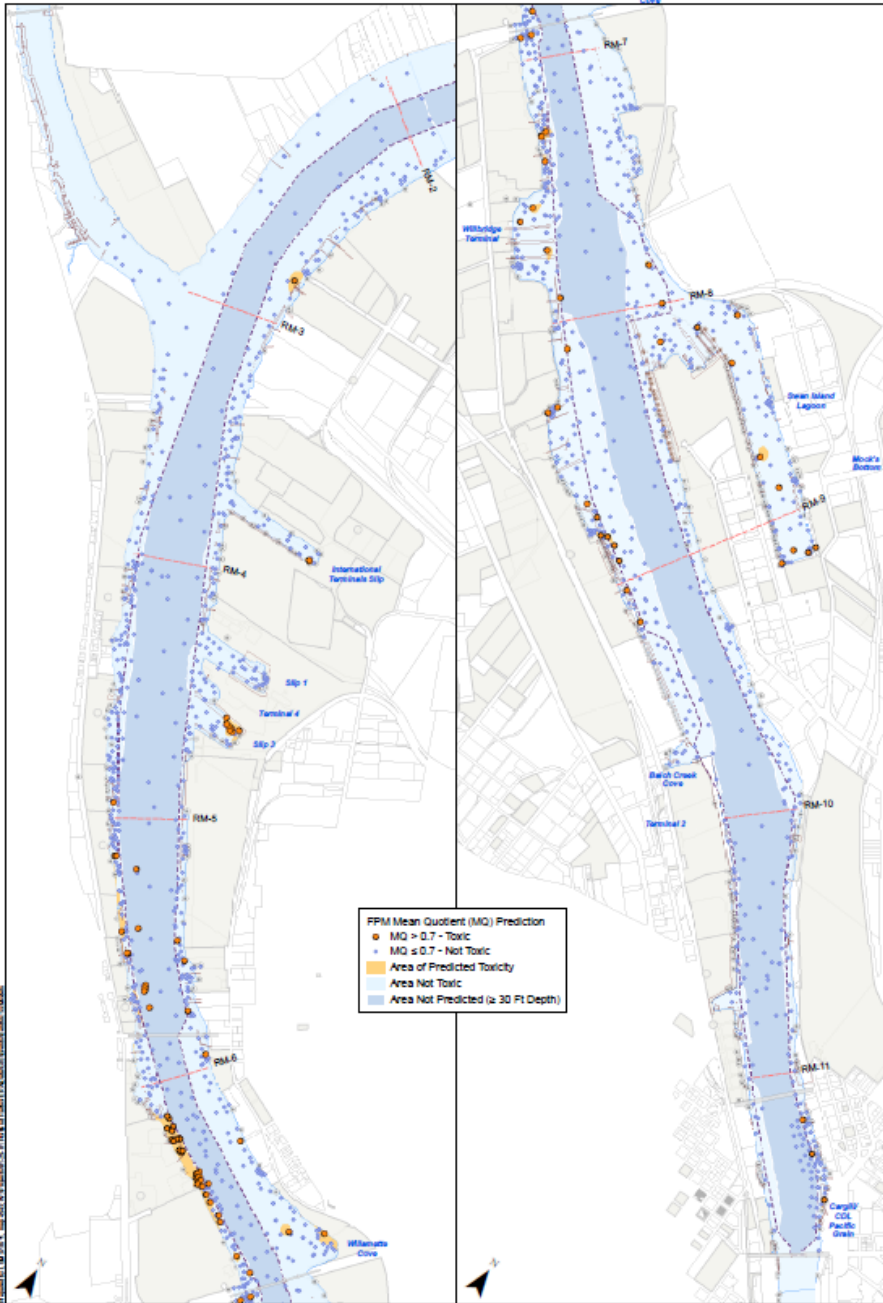 RM-2
RM-3
International
Terminals Slip
RM-4
Slip 1
Terminal 4
Slip 3
RM-5
RM-6
Willamette
Cove
N
Cove
RM-7
Willbridge
Terminal
RM-8
Swan Island
Lagoon
Mock's
Bottom
RM-9
Balch Creek
Cove
Terminal 2
RM-10
RM-11
Cargill/
CDL
Pacific
Grain
N
FPM Mean Quotient (MQ) Prediction
MQ > 0.7 - Toxic
MQ ≤ 0.7 - Not Toxic
Area of Predicted Toxicity
Area Not Toxic
Area Not Predicted (≥ 30 Ft Depth)